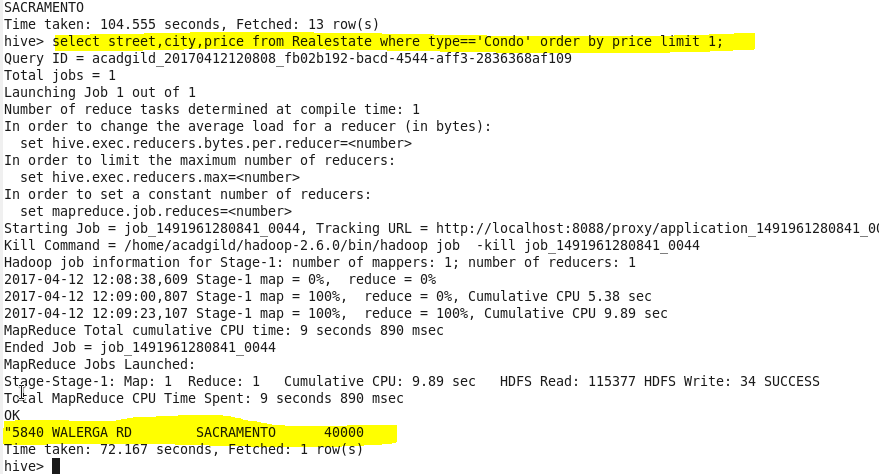 SACRAMENTO
Time taken: 104.555 seconds, Fetched: 13 row(s)
hive> select street,city,price from Realestate where type=='Condo' order by price limit 1;
Query ID = acadgild_20170412120808_fb02b192-bacd-4544-aff3-2836368af109
Total jobs = 1
Launching Job 1 out of 1
Number of reduce tasks determined at compile time: 1
In order to change the average load for a reducer (in bytes):
  set hive.exec.reducers.bytes.per.reducer=<number>
In order to limit the maximum number of reducers:
  set hive.exec.reducers.max=<number>
In order to set a constant number of reducers:
  set mapreduce.job.reduces=<number>
Starting Job = job_1491961280841_0044, Tracking URL = http://localhost:8088/proxy/application_1491961280841_00
Kill Command = /home/acadgild/hadoop-2.6.0/bin/hadoop job  -kill job_1491961280841_0044
Hadoop job information for Stage-1: number of mappers: 1; number of reducers: 1
2017-04-12 12:08:38,609 Stage-1 map = 0%,  reduce = 0%
2017-04-12 12:09:00,807 Stage-1 map = 100%,  reduce = 0%, Cumulative CPU 5.38 sec
2017-04-12 12:09:23,107 Stage-1 map = 100%,  reduce = 100%, Cumulative CPU 9.89 sec
MapReduce Total cumulative CPU time: 9 seconds 890 msec
Ended Job = job_1491961280841_0044
MapReduce Jobs Launched:
Stage-Stage-1: Map: 1  Reduce: 1   Cumulative CPU: 9.89 sec   HDFS Read: 115377 HDFS Write: 34 SUCCESS
Total MapReduce CPU Time Spent: 9 seconds 890 msec
OK
"5840 WALERGA RD        SACRAMENTO      40000
Time taken: 72.167 seconds, Fetched: 1 row(s)
hive>